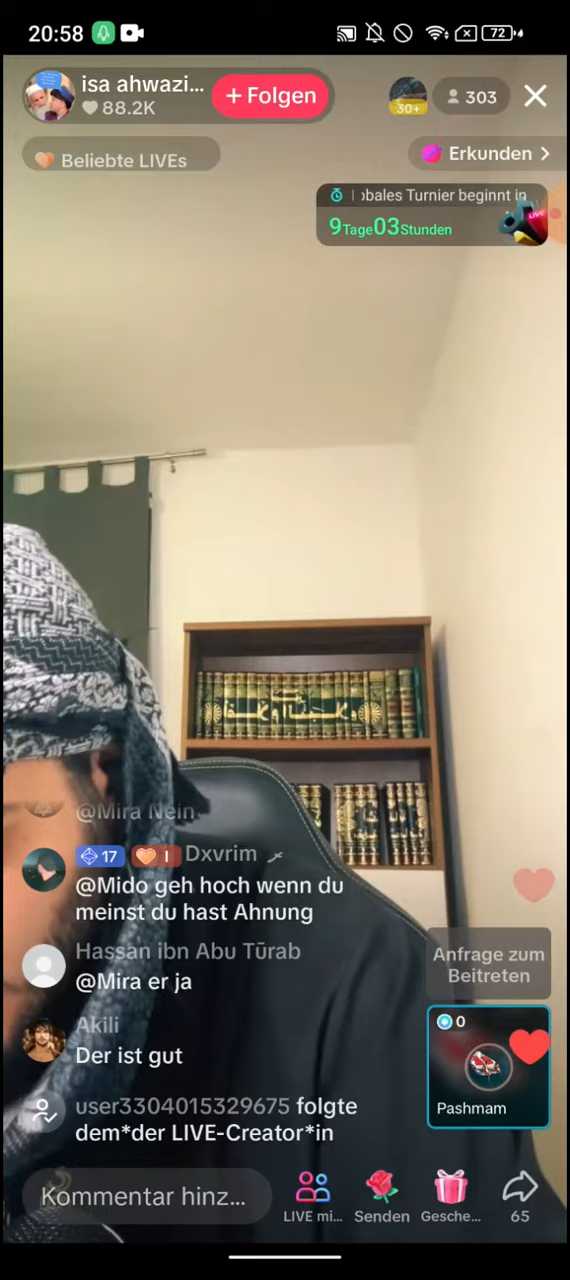 20:58
72
isa ahwazi...
88.2K
+ Folgen
30+
303
Beliebte LIVEs
Erkunden
obales Turnier beginnt in
9Tage03Stunden
LIVE
@Mira Nein
17 I Dxvrim
@Mido geh hoch wenn du
meinst du hast Ahnung
Hassan ibn Abu Tūrab
@Mira er ja
Akili
Der ist gut
user3304015329675 folgte
dem*der LIVE-Creator*in
Anfrage zum
Beitreten
0
Pashmam
Kommentar hinz...
LIVE mi...
Senden
Gesche...
65